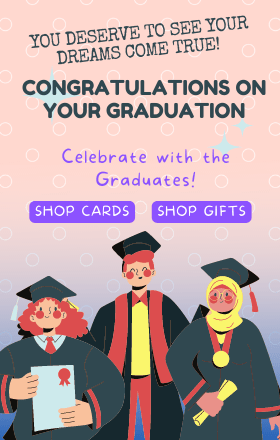 YOU DESERVE TO SEE YOUR
DREAMS COME TRUE!
CONGRATULATIONS ON
YOUR GRADUATION
Celebrate with the
Graduates!
SHOP CARDS
SHOP GIFTS